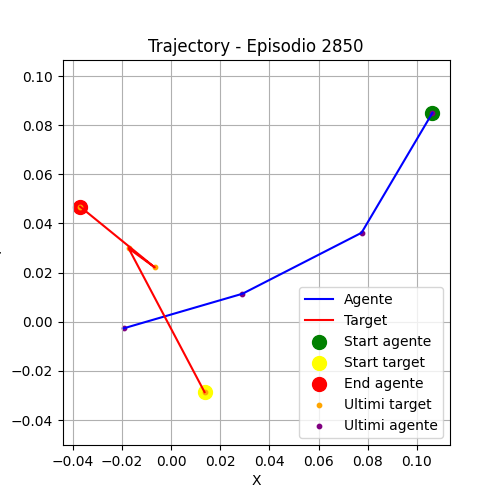 Trajectory - Episodio 2850
0.10
0.08
0.06
0.04
0.02
0.00
−0.02
−0.04
Agente
Target
Start agente
Start target
End agente
Ultimi target
Ultimi agente
−0.04 −0.02 0.00 0.02 0.04 0.06 0.08 0.10
X